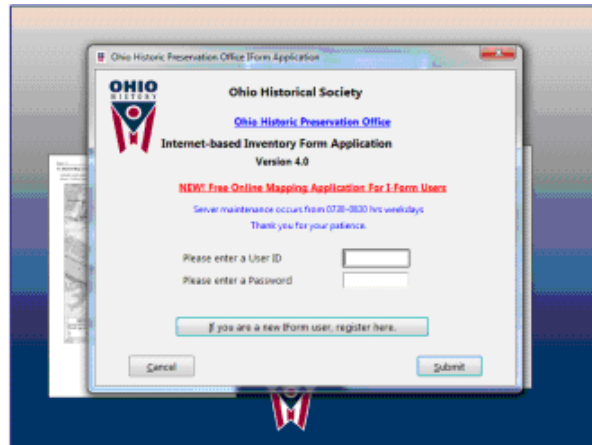 Ohio Historic Preservation Office IForm Application
OHIO
HISTORY
Ohio Historical Society
Ohio Historic Preservation Office
Internet-based Inventory Form Application
Version 4.0
NEW! Free Online Mapping Application For I-Form Users
Server maintenance occurs from 0730-0830 hrs weekdays
Thank you for your patience.
Please enter a User ID
Please enter a Password
If you are a new IForm user, register here.
Cancel
Submit